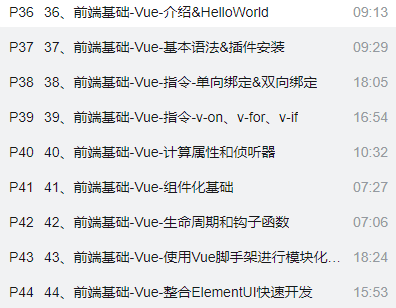 P36 36、前端基础-Vue-介绍&HelloWorld 09:13
P37 37、前端基础-Vue-基本语法&插件安装 09:29
P38 38、前端基础-Vue-指令-单向绑定&双向绑定 18:05
P39 39、前端基础-Vue-指令-v-on、v-for、v-if 16:54
P40 40、前端基础-Vue-计算属性和侦听器 10:32
P41 41、前端基础-Vue-组件化基础 07:27
P42 42、前端基础-Vue-生命周期和钩子函数 07:06
P43 43、前端基础-Vue-使用Vue脚手架进行模块化... 18:24
P44 44、前端基础-Vue-整合ElementUI快速开发 15:53